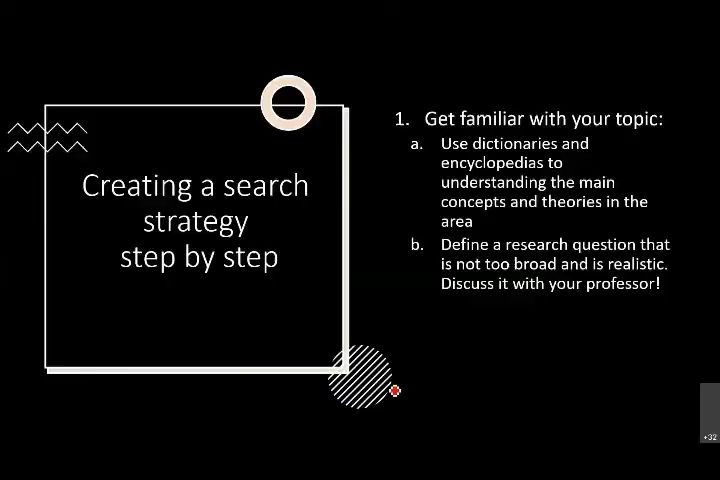 Creating a search
strategy
step by step
1. Get familiar with your topic:
a. Use dictionaries and
encyclopedias to
understanding the main
concepts and theories in the
area
b. Define a research question that
is not too broad and is realistic.
Discuss it with your professor!
+32